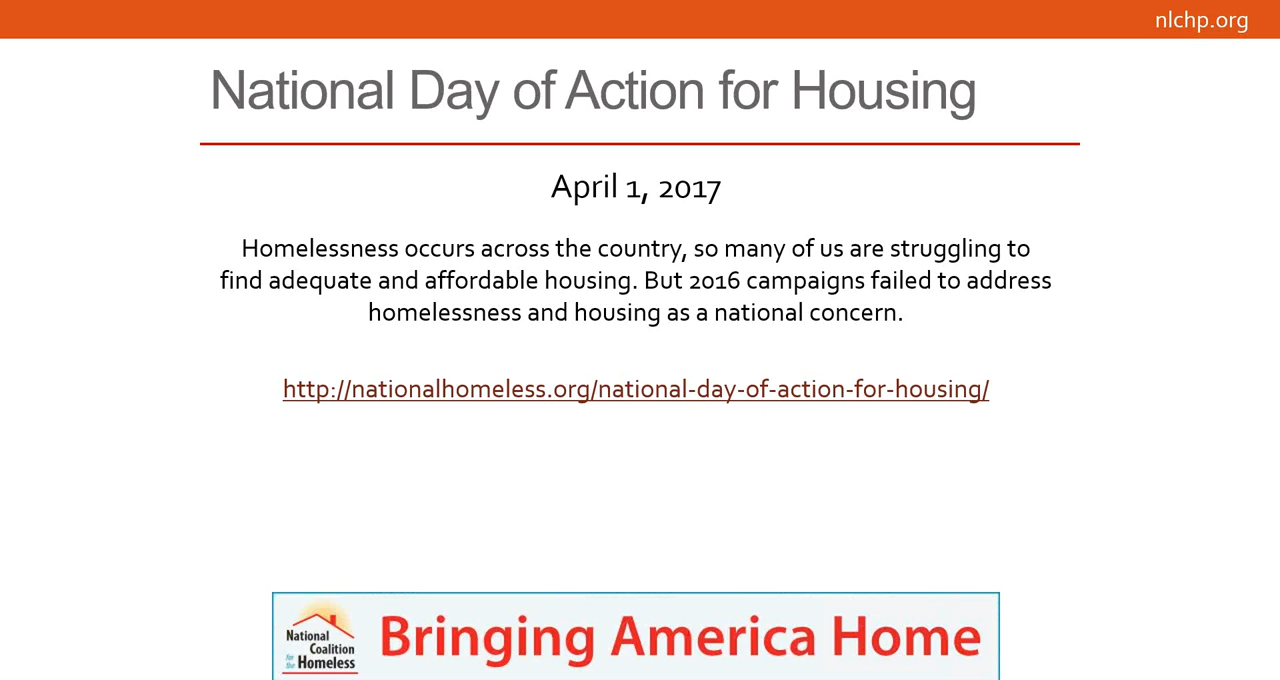 nlchp.org
National Day of Action for Housing
April 1, 2017
Homelessness occurs across the country, so many of us are struggling to
find adequate and affordable housing. But 2016 campaigns failed to address
homelessness and housing as a national concern.
http://nationalhomeless.org/national-day-of-action-for-housing/
National
Coalition
for the Homeless
Bringing America Home